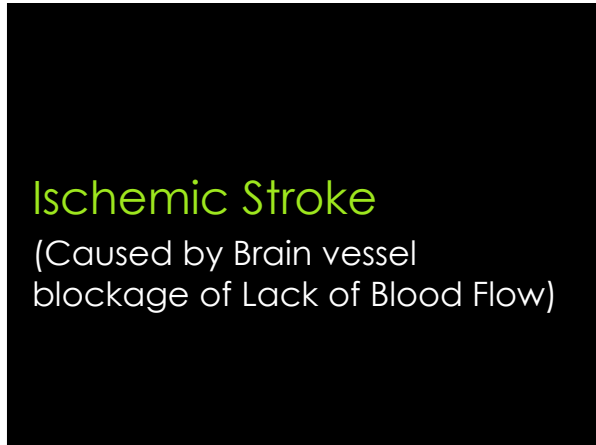 Ischemic Stroke
(Caused by Brain vessel
blockage of Lack of Blood Flow)